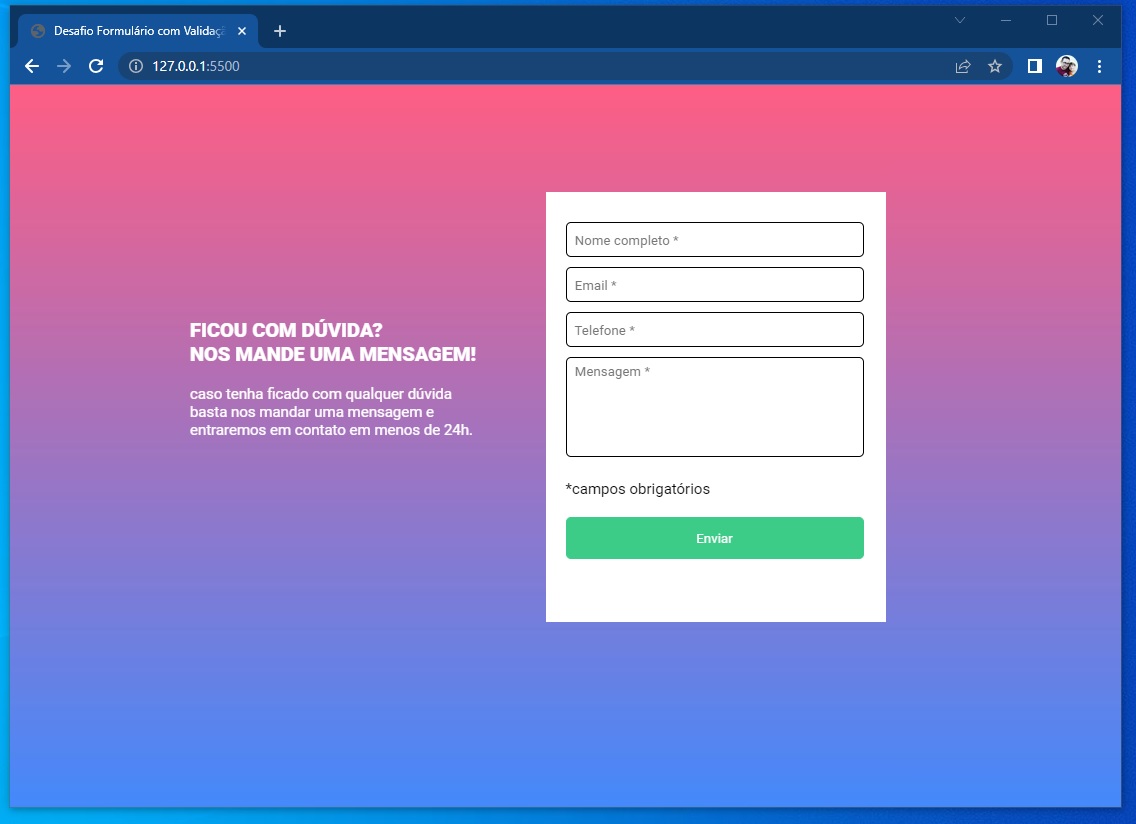 Desafio Formulário com Validaçã
127.0.0.1:5500
FICOU COM DÚVIDA?
NOS MANDE UMA MENSAGEM!
caso tenha ficado com qualquer dúvida
basta nos mandar uma mensagem e
entraremos em contato em menos de 24h.
Nome completo *
Email *
Telefone *
Mensagem *
*campos obrigatórios
Enviar